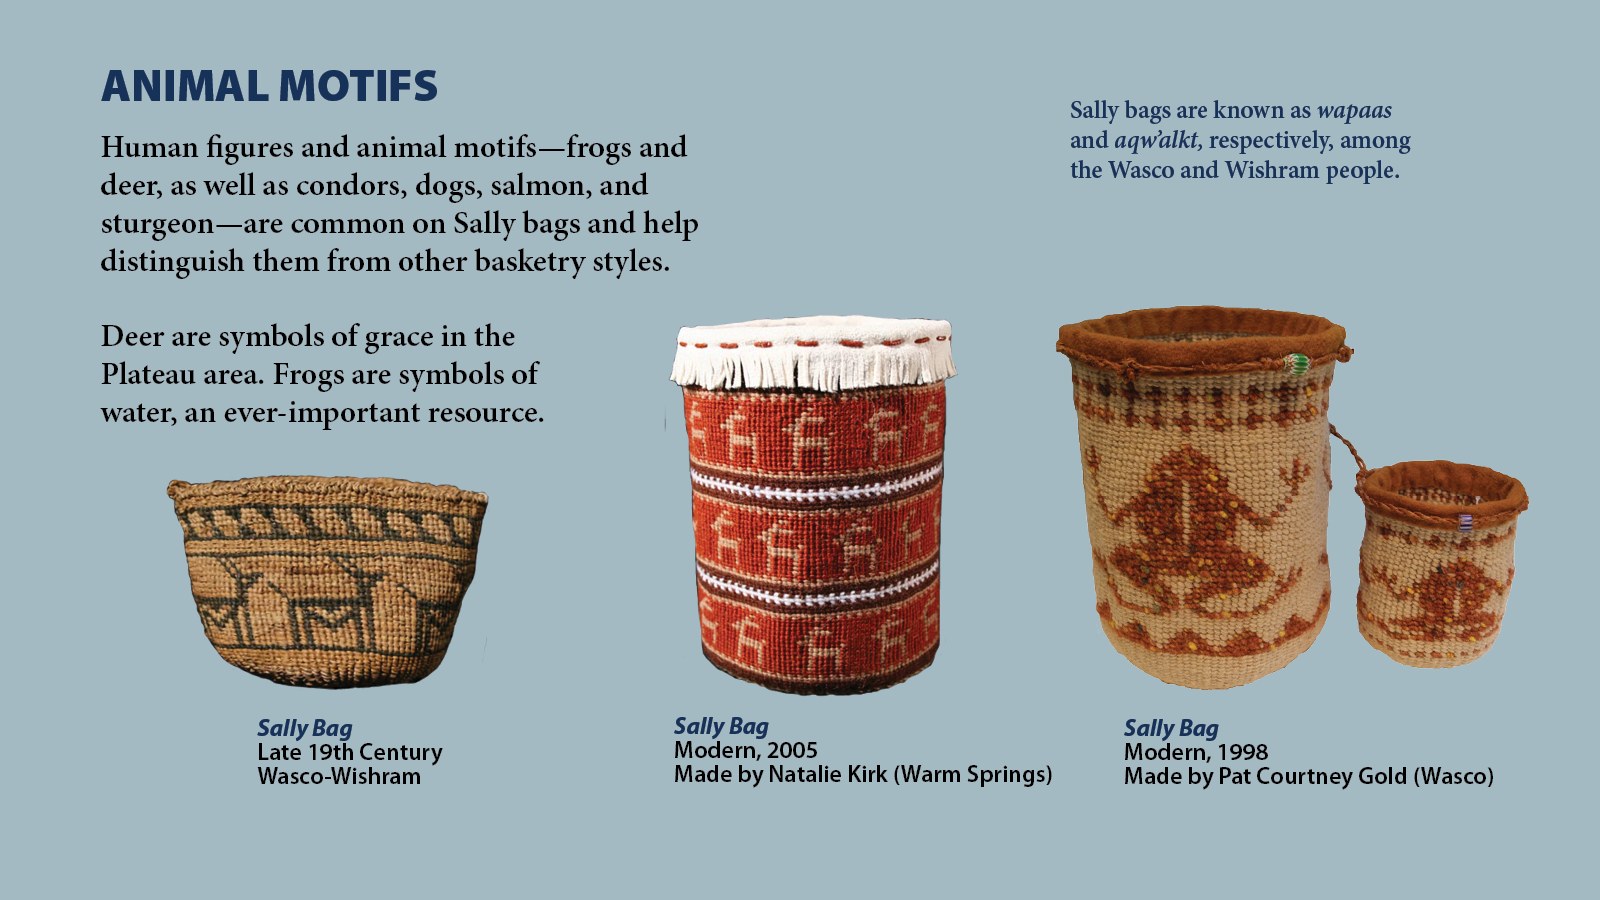 ANIMAL MOTIFS
Human figures and animal motifs—frogs and
deer, as well as condors, dogs, salmon, and
sturgeon—are common on Sally bags and help
distinguish them from other basketry styles.
Deer are symbols of grace in the
Plateau area. Frogs are symbols of
water, an ever-important resource.
Sally bags are known as wapaas
and aqw’alkt, respectively, among
the Wasco and Wishram people.
Sally Bag
Late 19th Century
Wasco-Wishram
Sally Bag
Modern, 2005
Made by Natalie Kirk (Warm Springs)
Sally Bag
Modern, 1998
Made by Pat Courtney Gold (Wasco)